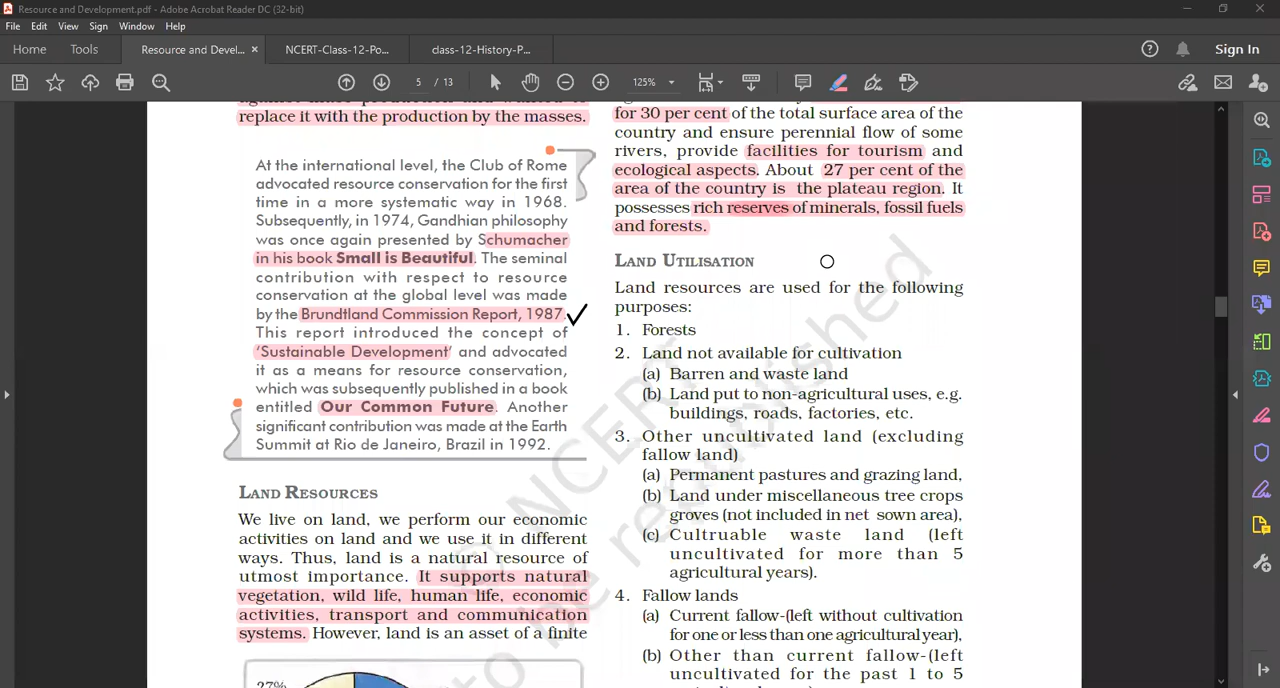 Resource and Development.pdf - Adobe Acrobat Reader DC (32-bit)
File Edit View Sign Window Help
Home Tools Resource and Devel... × NCERT-Class-12-Po... class-12-History-P... Sign In
5 / 13 125%
replace it with the production by the masses.
At the international level, the Club of Rome
advocated resource conservation for the first
time in a more systematic way in 1968.
Subsequently, in 1974, Gandhian philosophy
was once again presented by Schumacher
in his book Small is Beautiful. The seminal
contribution with respect to resource
conservation at the global level was made
by the Brundtland Commission Report, 1987.
This report introduced the concept of
'Sustainable Development' and advocated
it as a means for resource conservation,
which was subsequently published in a book
entitled Our Common Future. Another
significant contribution was made at the Earth
Summit at Rio de Janeiro, Brazil in 1992.
LAND RESOURCES
We live on land, we perform our economic
activities on land and we use it in different
ways. Thus, land is a natural resource of
utmost importance. It supports natural
vegetation, wild life, human life, economic
activities, transport and communication
systems. However, land is an asset of a finite
27%
for 30 per cent of the total surface area of the
country and ensure perennial flow of some
rivers, provide facilities for tourism and
ecological aspects. About 27 per cent of the
area of the country is the plateau region. It
possesses rich reserves of minerals, fossil fuels
and forests.
LAND UTILISATION
Land resources are used for the following
purposes:
1. Forests
2. Land not available for cultivation
(a) Barren and waste land
(b) Land put to non-agricultural uses, e.g.
buildings, roads, factories, etc.
3. Other uncultivated land (excluding
fallow land)
(a) Permanent pastures and grazing land,
(b) Land under miscellaneous tree crops
groves (not included in net sown area),
(c) Cultruable waste land (left
uncultivated for more than 5
agricultural years).
4. Fallow lands
(a) Current fallow-(left without cultivation
for one or less than one agricultural year),
(b) Other than current fallow-(left
uncultivated for the past 1 to 5
© NCERT
to be republished